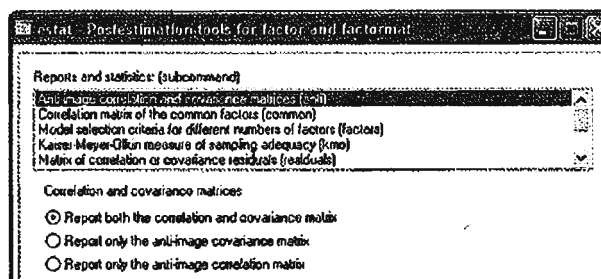 estat - Postestimation tools for factor and factormat
Reports and statistics: (subcommand)
Anti-image correlation and covariance matrices (anti)
Correlation matrix of the common factors (common)
Model selection criteria for different numbers of factors (factors)
Kaiser-Meyer-Olkin measure of sampling adequacy (kmo)
Matrix of correlation or covariance residuals (residuals)
Correlation and covariance matrices
Report both the correlation and covariance matrix
Report only the anti-image covariance matrix
Report only the anti-image correlation matrix